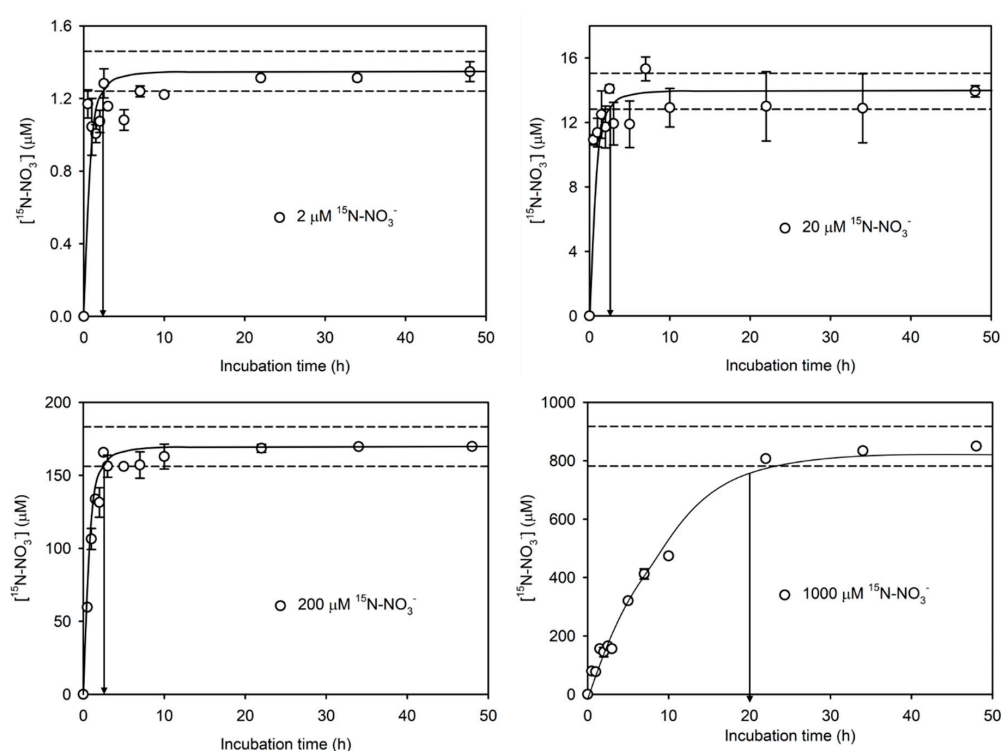 1.6
1.2
0.8
0.4
0.0
[¹⁵N-NO₃⁻] (μM)
2 μM ¹⁵N-NO₃⁻
0 10 20 30 40 50
Incubation time (h)
16
12
8
4
0
[¹⁵N-NO₃⁻] (μM)
20 μM ¹⁵N-NO₃⁻
0 10 20 30 40 50
Incubation time (h)
200
150
100
50
0
[¹⁵N-NO₃⁻] (μM)
200 μM ¹⁵N-NO₃⁻
0 10 20 30 40 50
Incubation time (h)
1000
800
600
400
200
0
[¹⁵N-NO₃⁻] (μM)
1000 μM ¹⁵N-NO₃⁻
0 10 20 30 40 50
Incubation time (h)